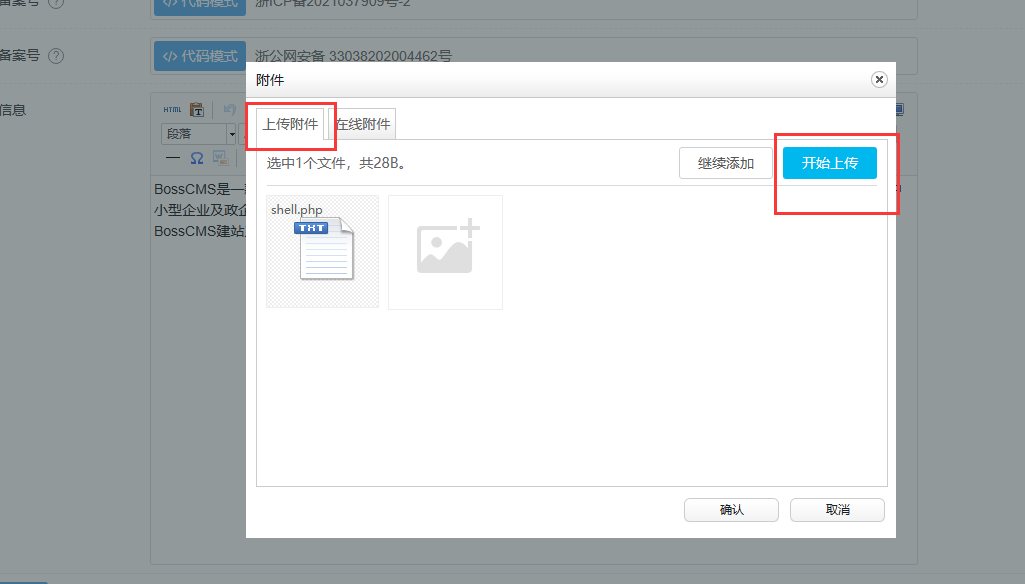 备案号 ?
</> 代码模式 浙ICP备2021037909号-2
备案号 ?
</> 代码模式 浙公网安备 33038202004462号
附件
信息
HTML
上传附件 在线附件
段落
选中1个文件，共28B。 继续添加 开始上传
BossCMS是一
小型企业及政企
BossCMS建站
shell.php
TXT
确认 取消